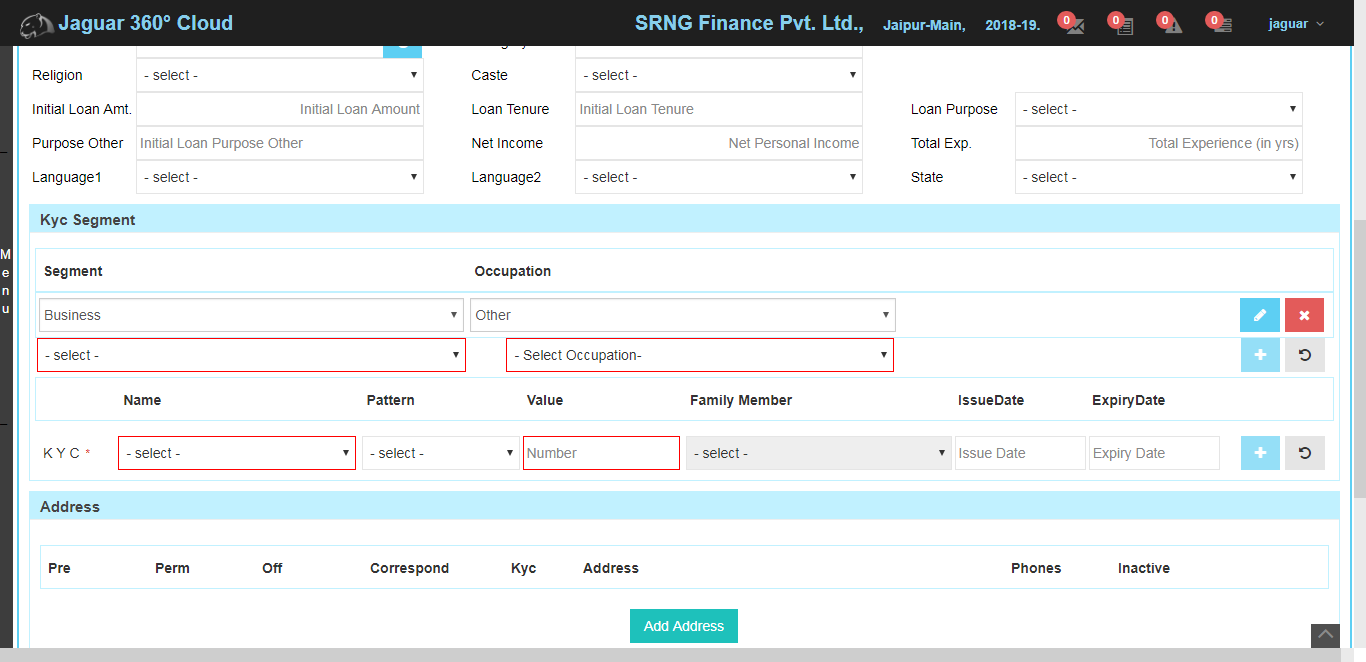 Jaguar 360° Cloud SRNG Finance Pvt. Ltd., Jaipur-Main, 2018-19. 0 0 0 0 jaguar
Religion - select - Caste - select -
Initial Loan Amt. Initial Loan Amount Loan Tenure Initial Loan Tenure Loan Purpose - select -
Purpose Other Initial Loan Purpose Other Net Income Net Personal Income Total Exp. Total Experience (in yrs)
Language1 - select - Language2 - select - State - select -
Kyc Segment
Menu
Segment Occupation
Business Other
- select - - Select Occupation-
Name Pattern Value Family Member IssueDate ExpiryDate
K Y C * - select - - select - Number - select - Issue Date Expiry Date
Address
Pre Perm Off Correspond Kyc Address Phones Inactive
Add Address